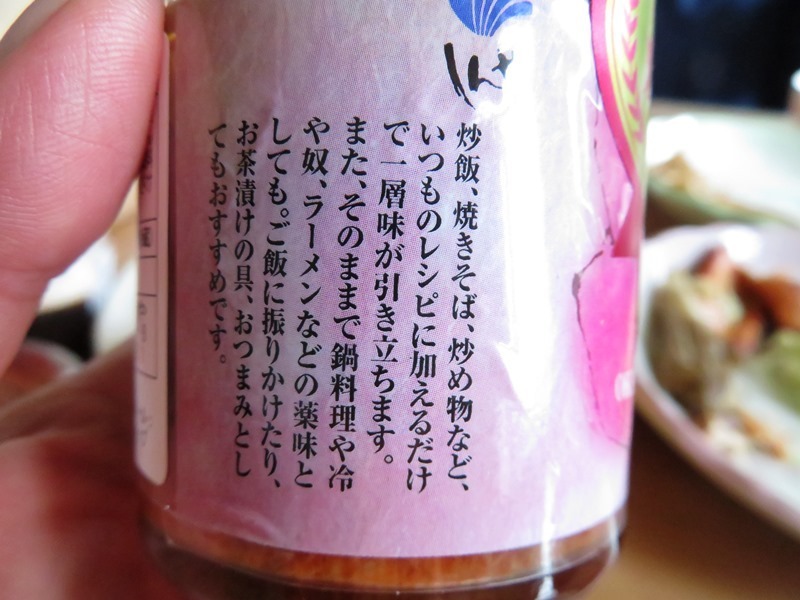 炒飯、焼きそば、炒め物など、
いつものレシピに加えるだけ
で一層味が引き立ちます。
また、そのままで鍋料理や冷
や奴、ラーメンなどの薬味と
しても。ご飯に振りかけたり、
お茶漬けの具、おつまみとし
てもおすすめです。